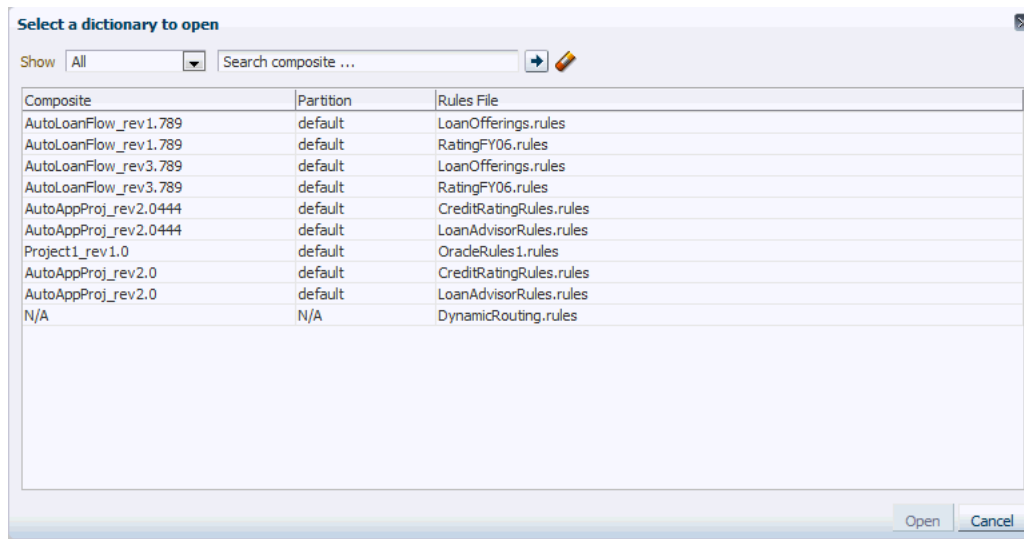 Select a dictionary to open
Show All Search composite ...
Composite Partition Rules File
AutoLoanFlow_rev1.789 default LoanOfferings.rules
AutoLoanFlow_rev1.789 default RatingFY06.rules
AutoLoanFlow_rev3.789 default LoanOfferings.rules
AutoLoanFlow_rev3.789 default RatingFY06.rules
AutoAppProj_rev2.0444 default CreditRatingRules.rules
AutoAppProj_rev2.0444 default LoanAdvisorRules.rules
Project1_rev1.0 default OracleRules1.rules
AutoAppProj_rev2.0 default CreditRatingRules.rules
AutoAppProj_rev2.0 default LoanAdvisorRules.rules
N/A N/A DynamicRouting.rules
Open Cancel